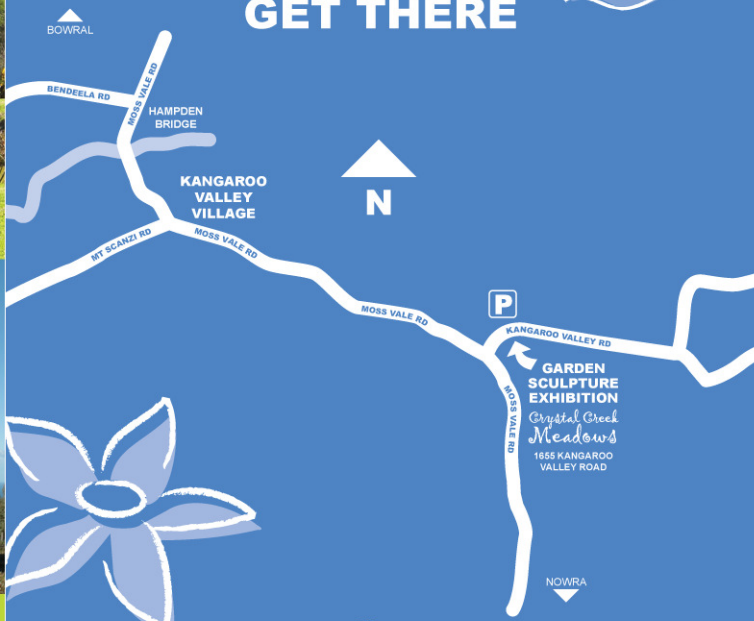 GET THERE
BOWRAL
BENDEELA RD
MOSS VALE RD
HAMPDEN
BRIDGE
KANGAROO
VALLEY
VILLAGE
N
MT SCANZI RD
MOSS VALE RD
MOSS VALE RD
P
KANGAROO VALLEY RD
GARDEN
SCULPTURE
EXHIBITION
Crystal Creek
Meadows
1655 KANGAROO
VALLEY ROAD
MOSS VALE RD
NOWRA